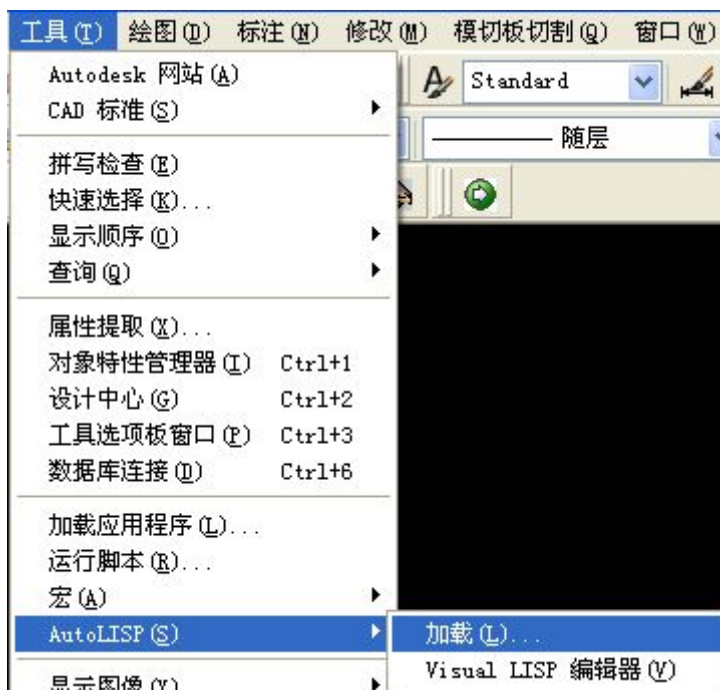 工具(T) 绘图(D) 标注(N) 修改(M) 模切板切割(Q) 窗口(W)
Autodesk 网站(A)
Standard
CAD 标准(S)
随层
拼写检查(E)
快速选择(K)...
显示顺序(O)
查询(Q)
属性提取(X)...
对象特性管理器(I) Ctrl+1
设计中心(G) Ctrl+2
工具选项板窗口(P) Ctrl+3
数据库连接(D) Ctrl+6
加载应用程序(L)...
运行脚本(R)...
宏(A)
AutoLISP(S)
加载(L)...
Visual LISP 编辑器(V)
显示图像(Y)